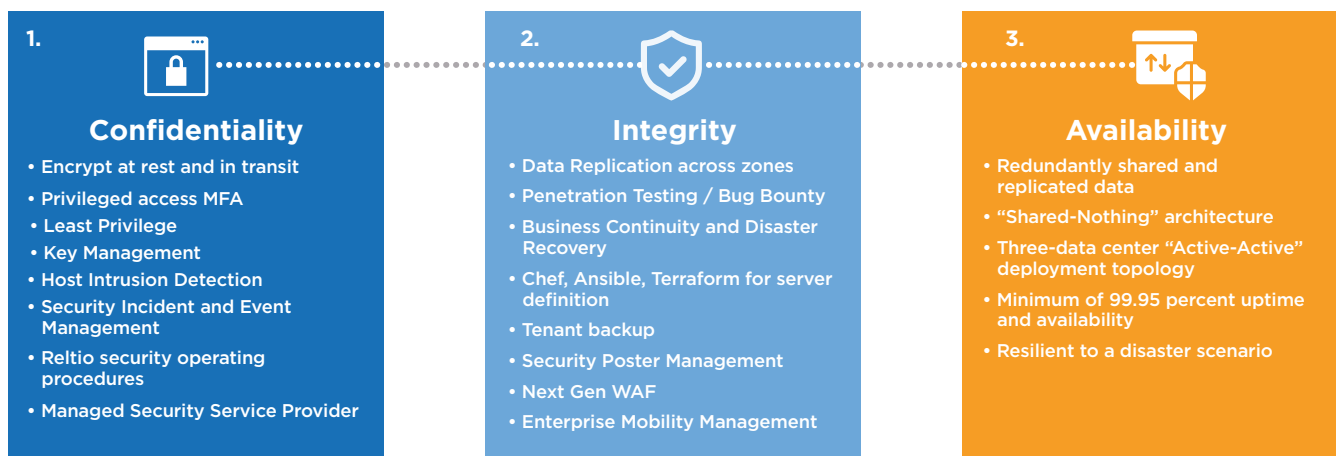 1.
Confidentiality
• Encrypt at rest and in transit
• Privileged access MFA
• Least Privilege
• Key Management
• Host Intrusion Detection
• Security Incident and Event
Management
• Reltio security operating
procedures
• Managed Security Service Provider
2.
Integrity
• Data Replication across zones
• Penetration Testing / Bug Bounty
• Business Continuity and Disaster
Recovery
• Chef, Ansible, Terraform for server
definition
• Tenant backup
• Security Poster Management
• Next Gen WAF
• Enterprise Mobility Management
3.
Availability
• Redundantly shared and
replicated data
• “Shared-Nothing” architecture
• Three-data center “Active-Active”
deployment topology
• Minimum of 99.95 percent uptime
and availability
• Resilient to a disaster scenario